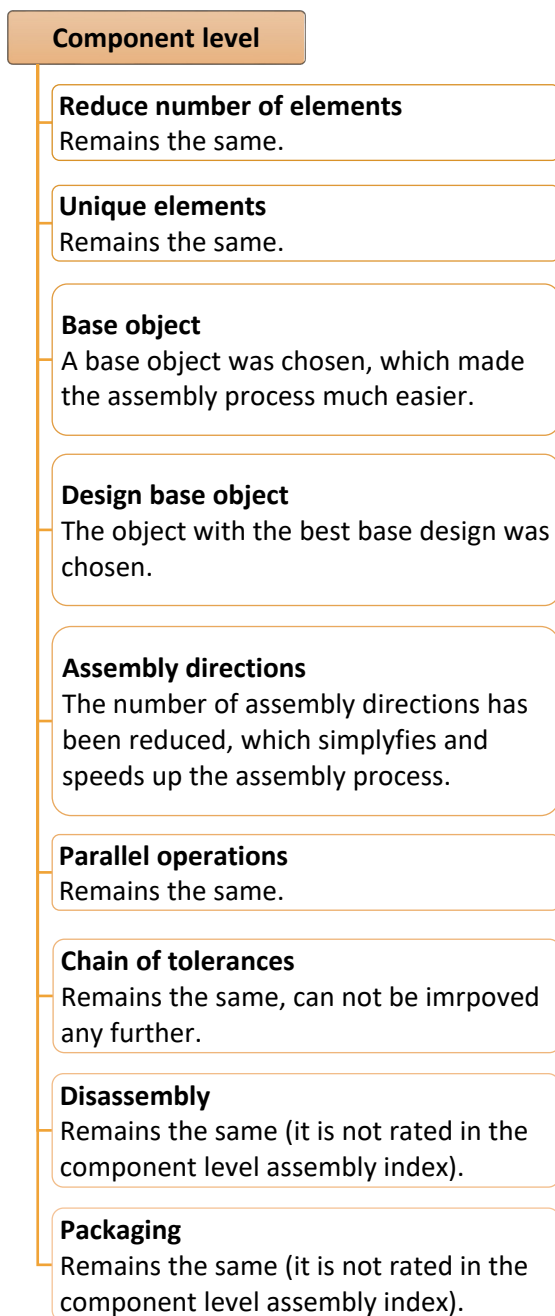 Component level
Reduce number of elements
Remains the same.
Unique elements
Remains the same.
Base object
A base object was chosen, which made
the assembly process much easier.
Design base object
The object with the best base design was
chosen.
Assembly directions
The number of assembly directions has
been reduced, which simplyfies and
speeds up the assembly process.
Parallel operations
Remains the same.
Chain of tolerances
Remains the same, can not be imrpoved
any further.
Disassembly
Remains the same (it is not rated in the
component level assembly index).
Packaging
Remains the same (it is not rated in the
component level assembly index).